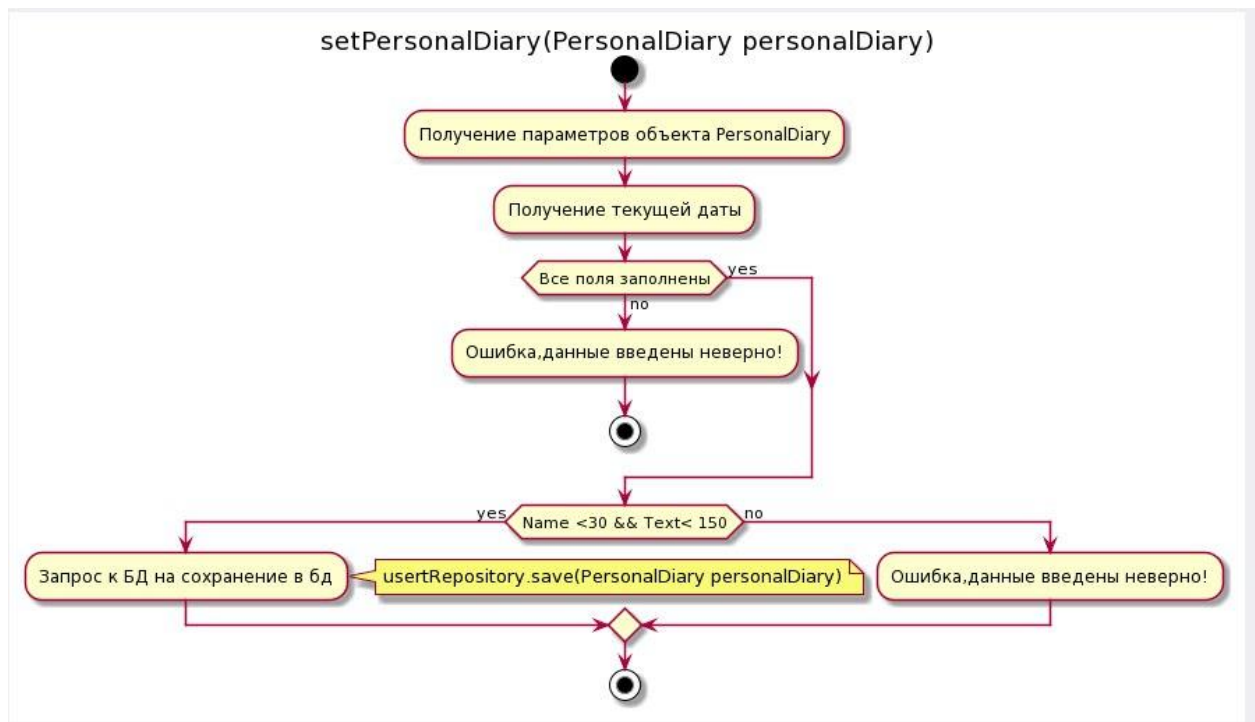 setPersonalDiary(PersonalDiary personalDiary)
Получение параметров объекта PersonalDiary
Получение текущей даты
Все поля заполнены
yes
no
Ошибка,данные введены неверно!
yes
Name <30 && Text< 150
no
Запрос к БД на сохранение в бд
usertRepository.save(PersonalDiary personalDiary)
Ошибка,данные введены неверно!